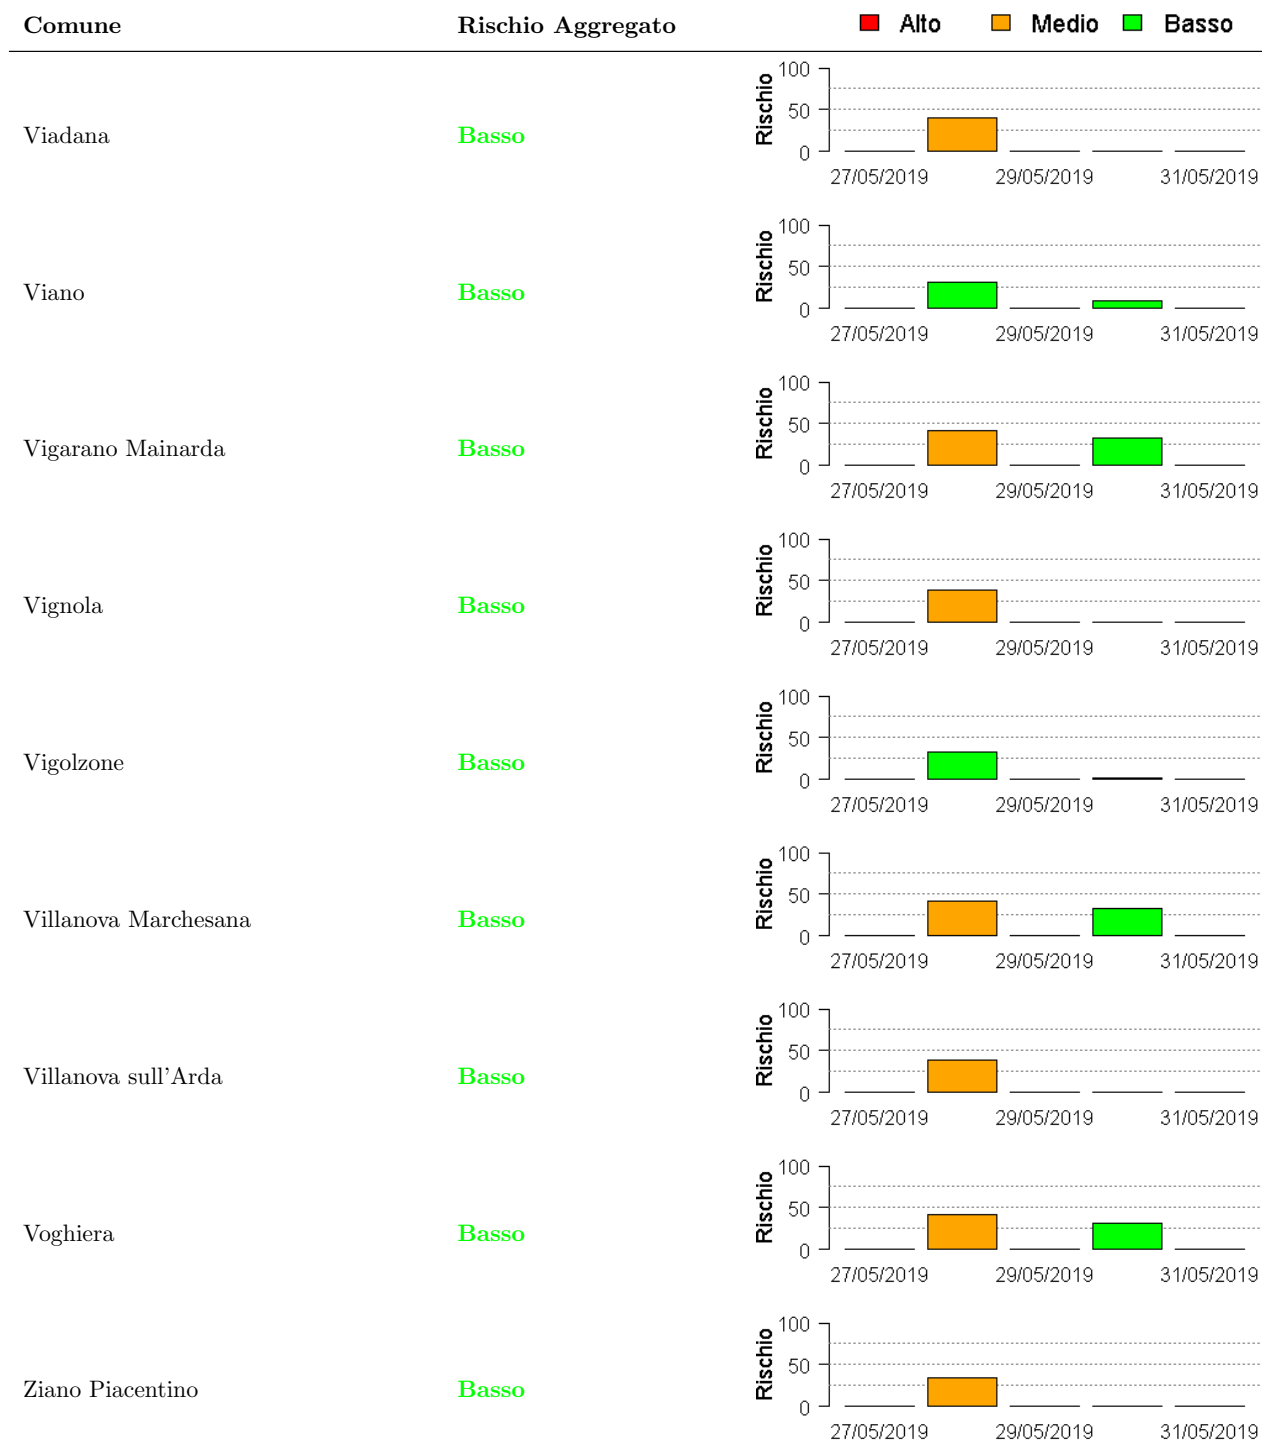 Comune Rischio Aggregato Alto Medio Basso
Viadana Basso Rischio 100 50 0
27/05/2019 29/05/2019 31/05/2019
Viano Basso Rischio 100 50 0
27/05/2019 29/05/2019 31/05/2019
Vigarano Mainarda Basso Rischio 100 50 0
27/05/2019 29/05/2019 31/05/2019
Vignola Basso Rischio 100 50 0
27/05/2019 29/05/2019 31/05/2019
Vigolzone Basso Rischio 100 50 0
27/05/2019 29/05/2019 31/05/2019
Villanova Marchesana Basso Rischio 100 50 0
27/05/2019 29/05/2019 31/05/2019
Villanova sull'Arda Basso Rischio 100 50 0
27/05/2019 29/05/2019 31/05/2019
Voghiera Basso Rischio 100 50 0
27/05/2019 29/05/2019 31/05/2019
Ziano Piacentino Basso Rischio 100 50 0
27/05/2019 29/05/2019 31/05/2019